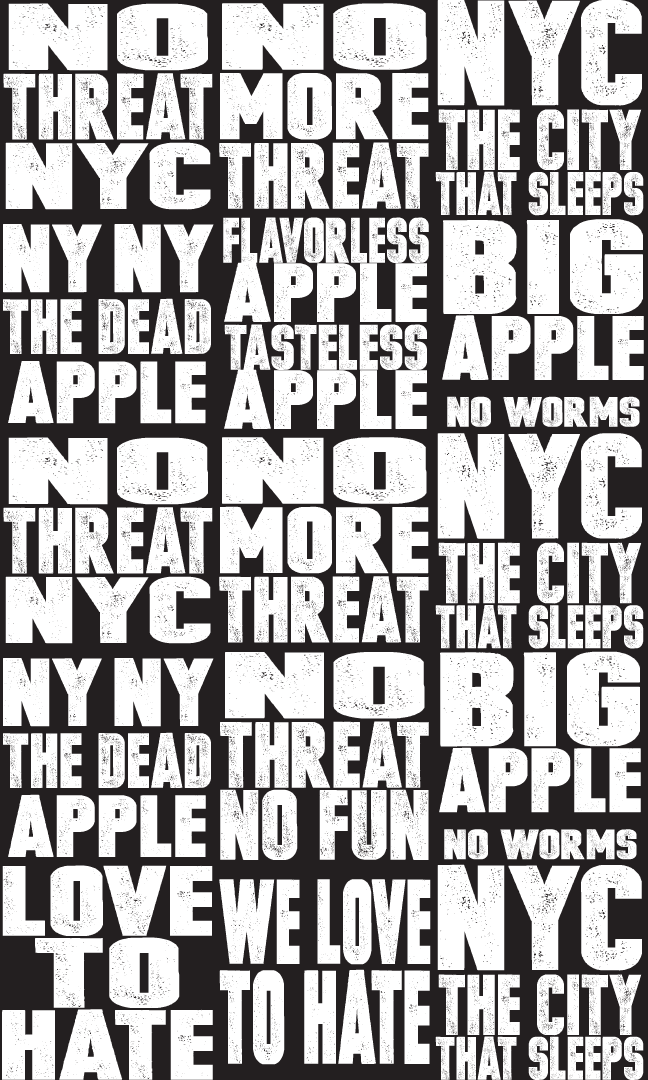 NO
THREAT
NYC
NY NY
THE DEAD
APPLE
NO
THREAT
NYC
NY NY
THE DEAD
APPLE
LOVE
TO
HATE
NO
MORE
THREAT
FLAVORLESS
APPLE
TASTELESS
APPLE
NO
MORE
THREAT
NO
THREAT
NO FUN
WE LOVE
TO HATE
NYC
THE CITY
THAT SLEEPS
BIG
APPLE
NO WORMS
NYC
THE CITY
THAT SLEEPS
BIG
APPLE
NO WORMS
NYC
THE CITY
THAT SLEEPS